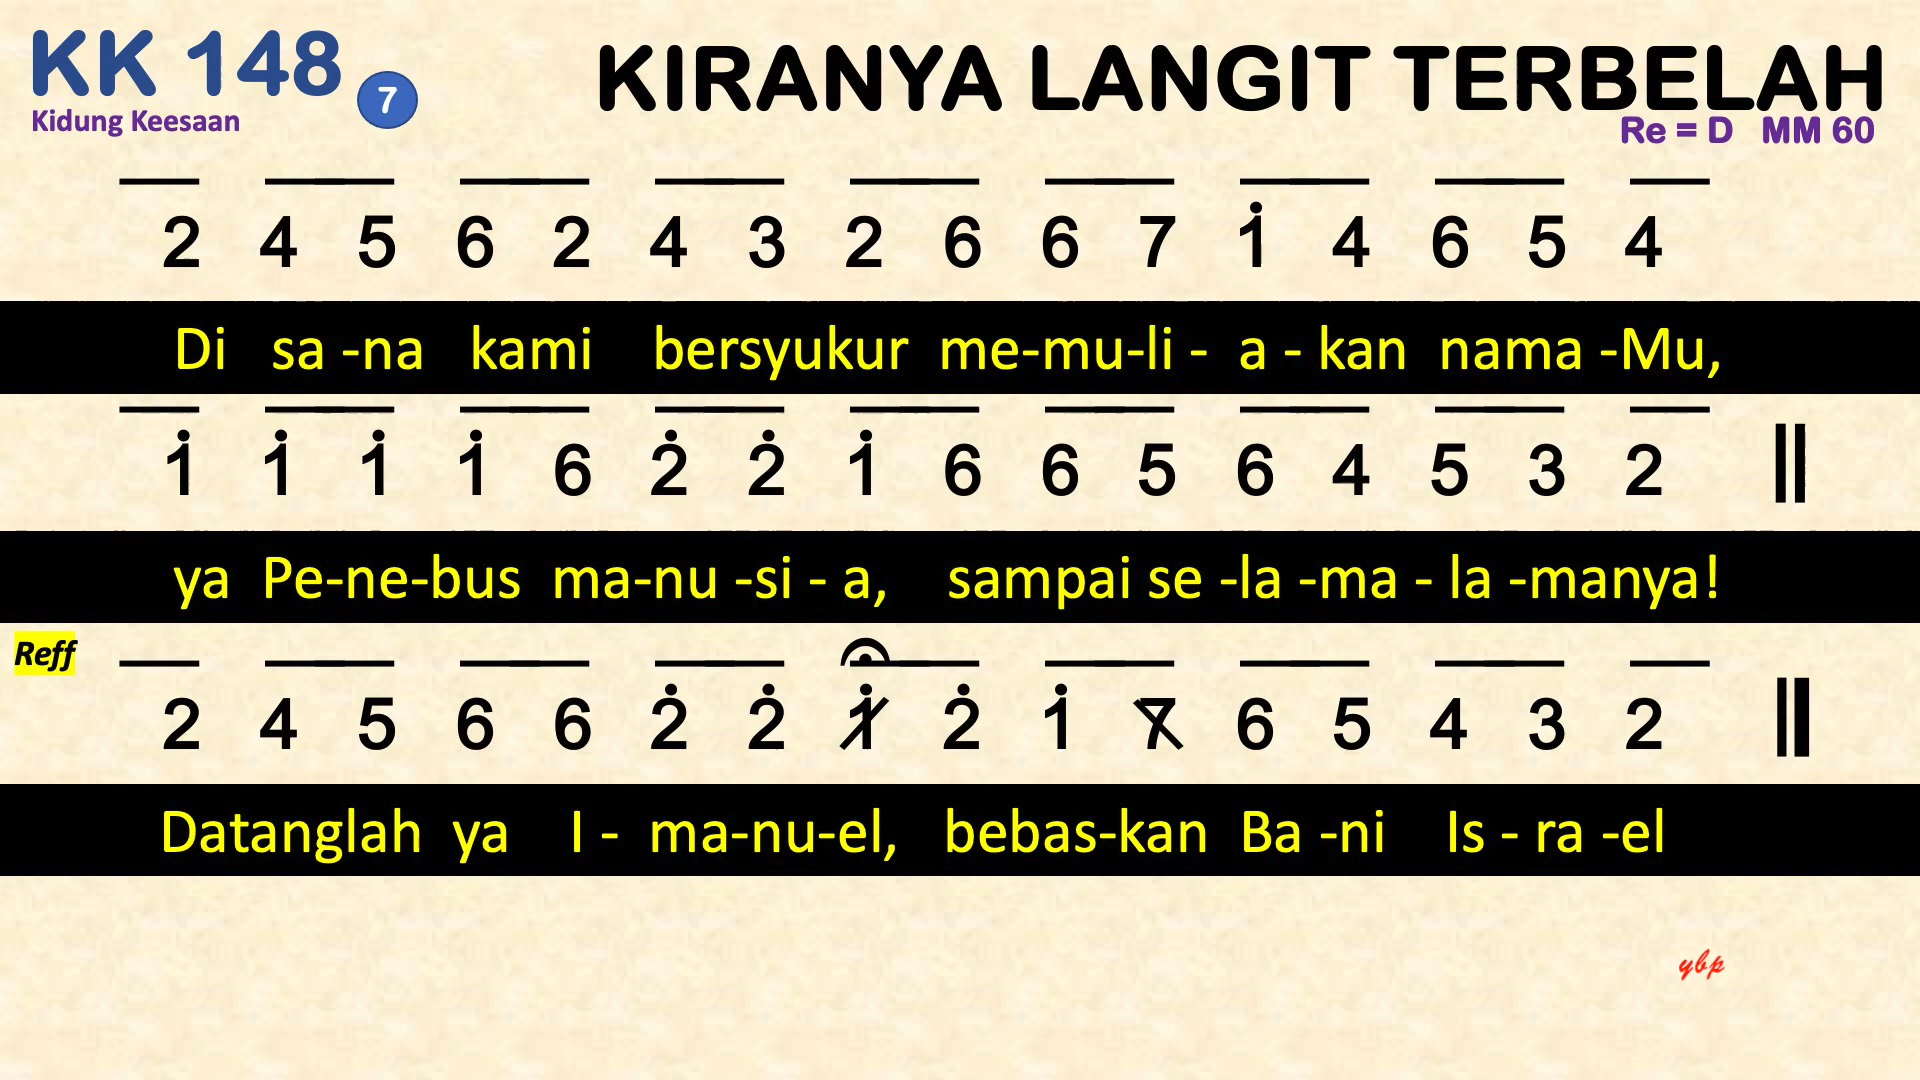 KK 148 7 KIRANYA LANGIT TERBELAH
Kidung Keesaan Re = D MM 60
2 4 5 6 2 4 3 2 6 6 7 1̇ 4 6 5 4
Di sa -na kami bersyukur me-mu-li - a - kan nama -Mu,
1̇ 1̇ 1̇ 1̇ 6 2̇ 2̇ 1̇ 6 6 5 6 4 5 3 2
ya Pe-ne-bus ma-nu -si - a, sampai se -la -ma - la -manya!
Reff
2 4 5 6 6 2̇ 2̇ 1̸̇ 2̇ 1̇ 7̷ 6 5 4 3 2
Datanglah ya I - ma-nu-el, bebas-kan Ba -ni Is - ra -el
ybp